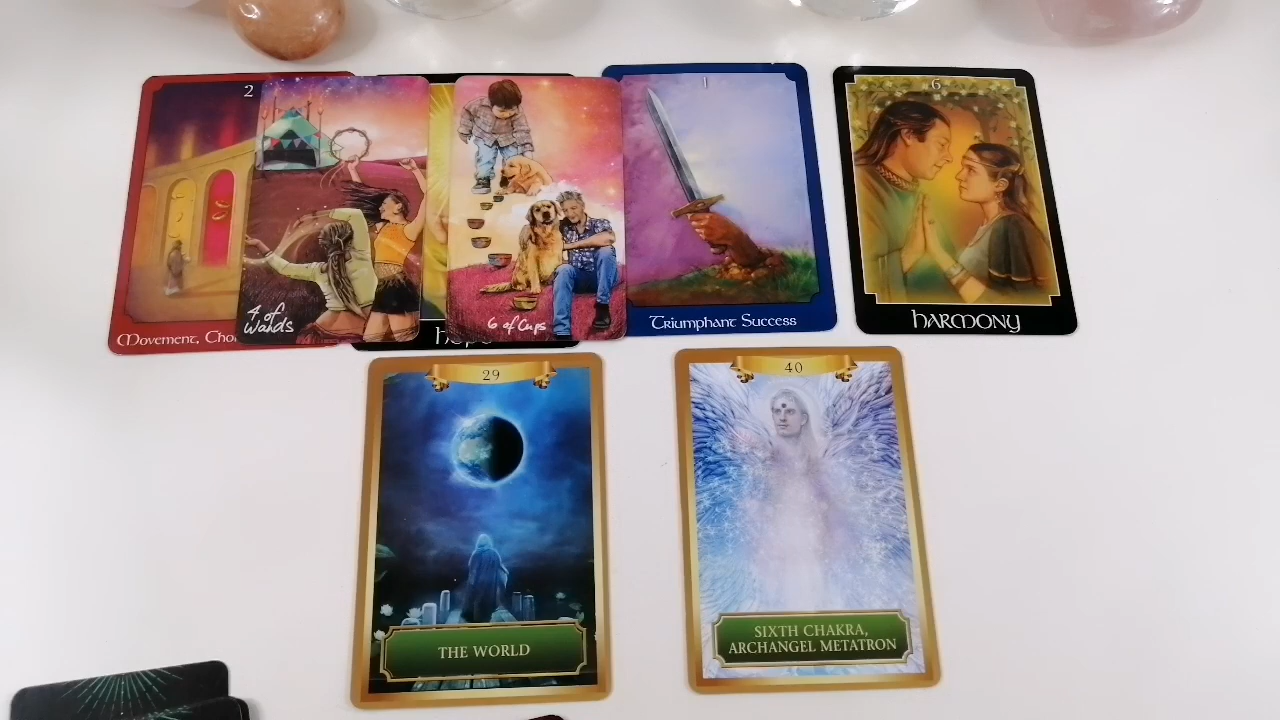 2
4 of
Wands
6 of Cups
1
Triumphant Success
6
HARMONY
Movement,
29
THE WORLD
40
SIXTH CHAKRA,
ARCHANGEL METATRON